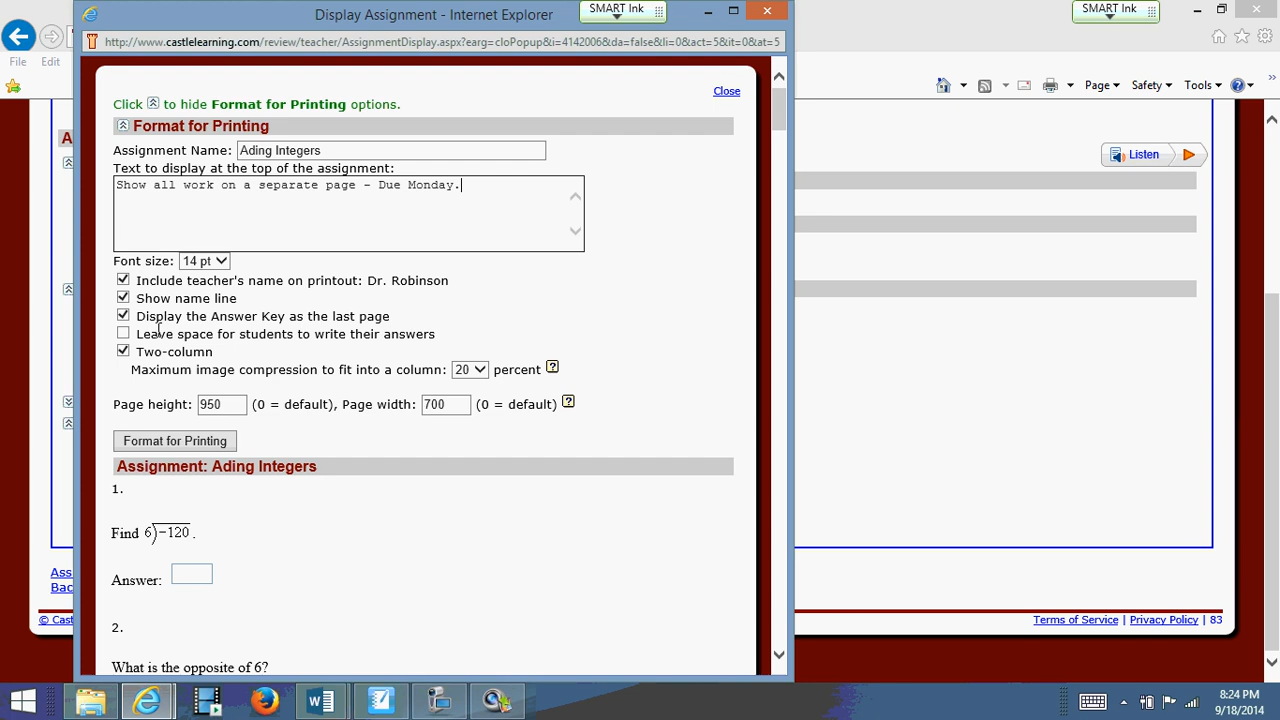 Display Assignment - Internet Explorer
SMART Ink
SMART Ink
http://www.castlelearning.com/review/teacher/AssignmentDisplay.aspx?earg=cloPopup&i=4142006&da=false&li=0&act=5&it=0&at=5
File Edit
Page Safety Tools
Close
Click to hide Format for Printing options.
Format for Printing
Assignment Name: Ading Integers
Text to display at the top of the assignment:
Show all work on a separate page - Due Monday.
Font size: 14 pt
Include teacher's name on printout: Dr. Robinson
Show name line
Display the Answer Key as the last page
Leave space for students to write their answers
Two-column
Maximum image compression to fit into a column: 20 percent ?
Page height: 950 (0 = default), Page width: 700 (0 = default) ?
Format for Printing
Assignment: Ading Integers
1.
Find 6)−120 .
Answer:
2.
What is the opposite of 6?
Listen
A
Ass
Bac
© Cast
Terms of Service | Privacy Policy | 83
8:24 PM
9/18/2014